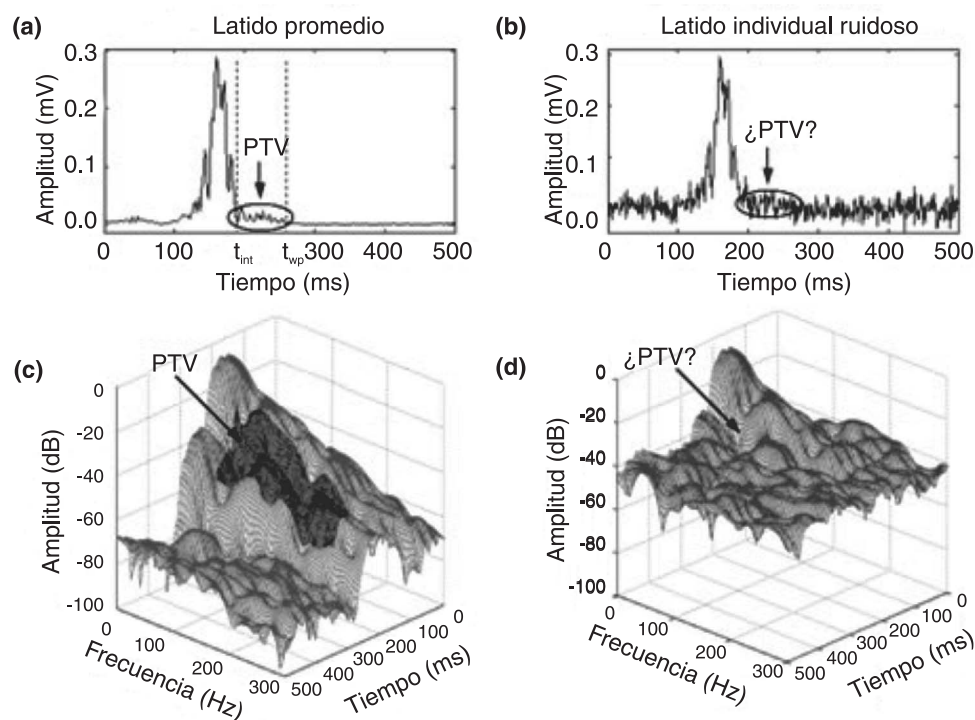 (a) Latido promedio
0.3
0.2
0.1
0.0
Amplitud (mV)
PTV
0 100 t_int t_wp 300 400 500
Tiempo (ms)
(b) Latido individual ruidoso
0.3
0.2
0.1
0.0
Amplitud (mV)
¿PTV?
0 100 200 300 400 500
Tiempo (ms)
(c)
PTV
0
-20
-40
-60
-80
-100
Amplitud (dB)
0 100 200 300
Frecuencia (Hz)
500 400 300 200 100 0
Tiempo (ms)
(d)
¿PTV?
0
-20
-40
-60
-80
-100
Amplitud (dB)
0 100 200 300
Frecuencia (Hz)
500 400 300 200 100 0
Tiempo (ms)